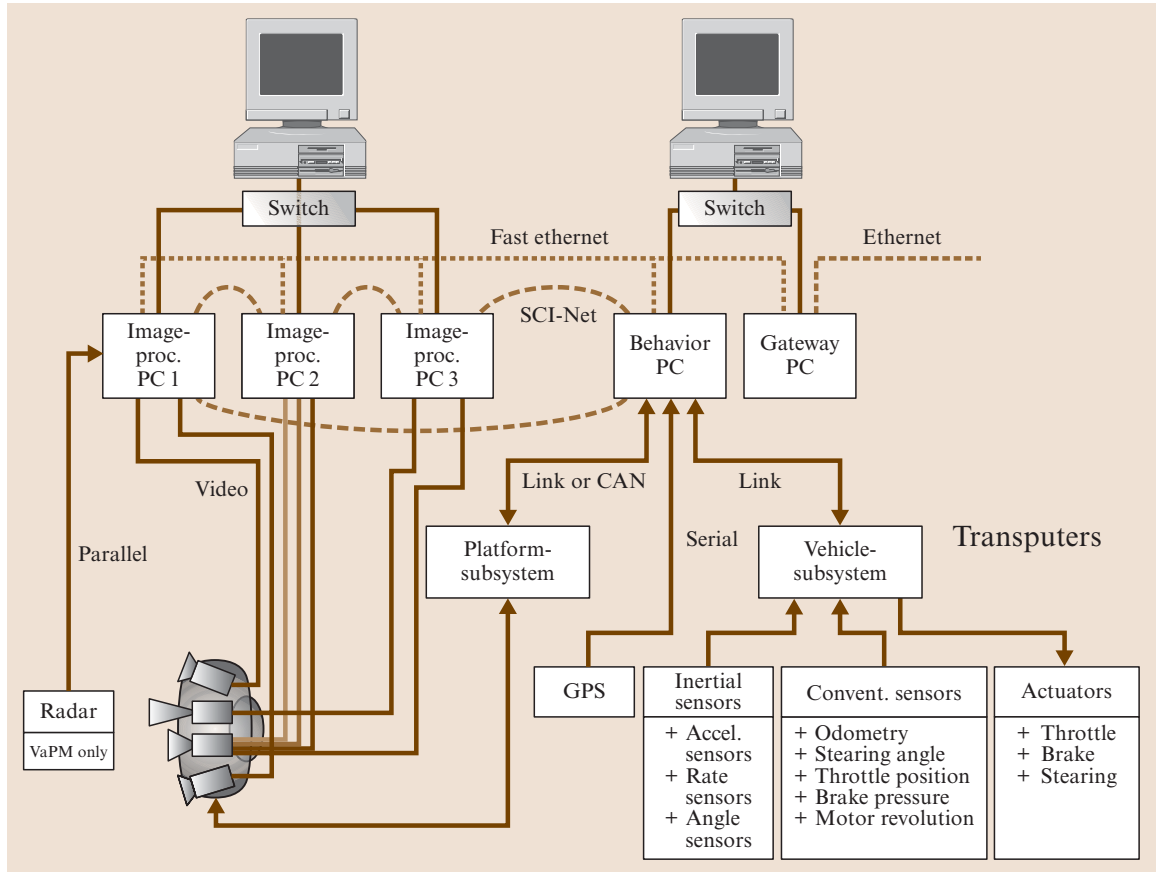 Switch
Switch
Fast ethernet
Ethernet
SCI-Net
Image-
proc.
PC 1
Image-
proc.
PC 2
Image-
proc.
PC 3
Behavior
PC
Gateway
PC
Video
Link or CAN
Link
Parallel
Serial
Platform-
subsystem
Vehicle-
subsystem
Transputers
Radar
VaPM only
GPS
Inertial
sensors
+ Accel.
sensors
+ Rate
sensors
+ Angle
sensors
Convent. sensors
+ Odometry
+ Stearing angle
+ Throttle position
+ Brake pressure
+ Motor revolution
Actuators
+ Throttle
+ Brake
+ Stearing